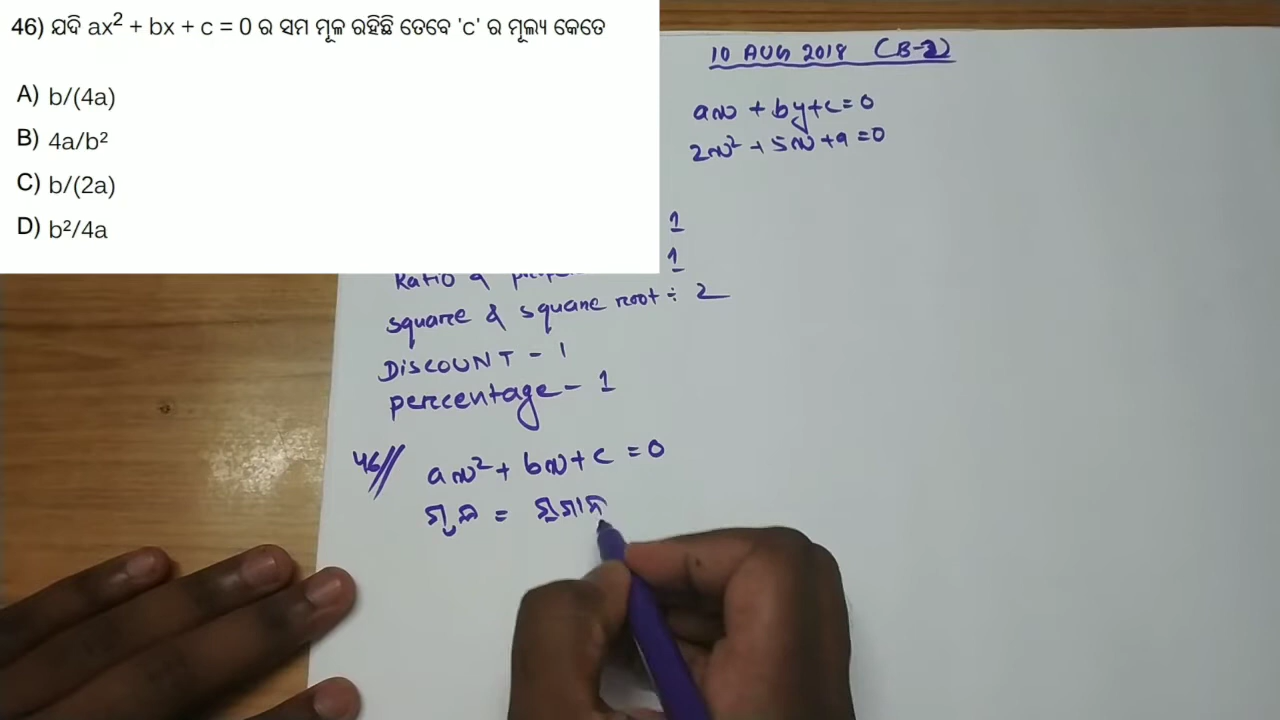 46) ଯଦି ax² + bx + c = 0 ର ସମ ମୂଳ ରହିଛି ତେବେ 'c' ର ମୂଲ୍ୟ କେତେ
A) b/(4a)
B) 4a/b²
C) b/(2a)
D) b²/4a
10 AUG 2018 (B-2)
ax + by+c=0
2x² + 5x +9=0
1
Ratio & 1
square & square root ÷ 2
DISCOUNT - 1
percentage - 1
46// ax² + bx + c = 0
ମୂଳ = ସମାନ